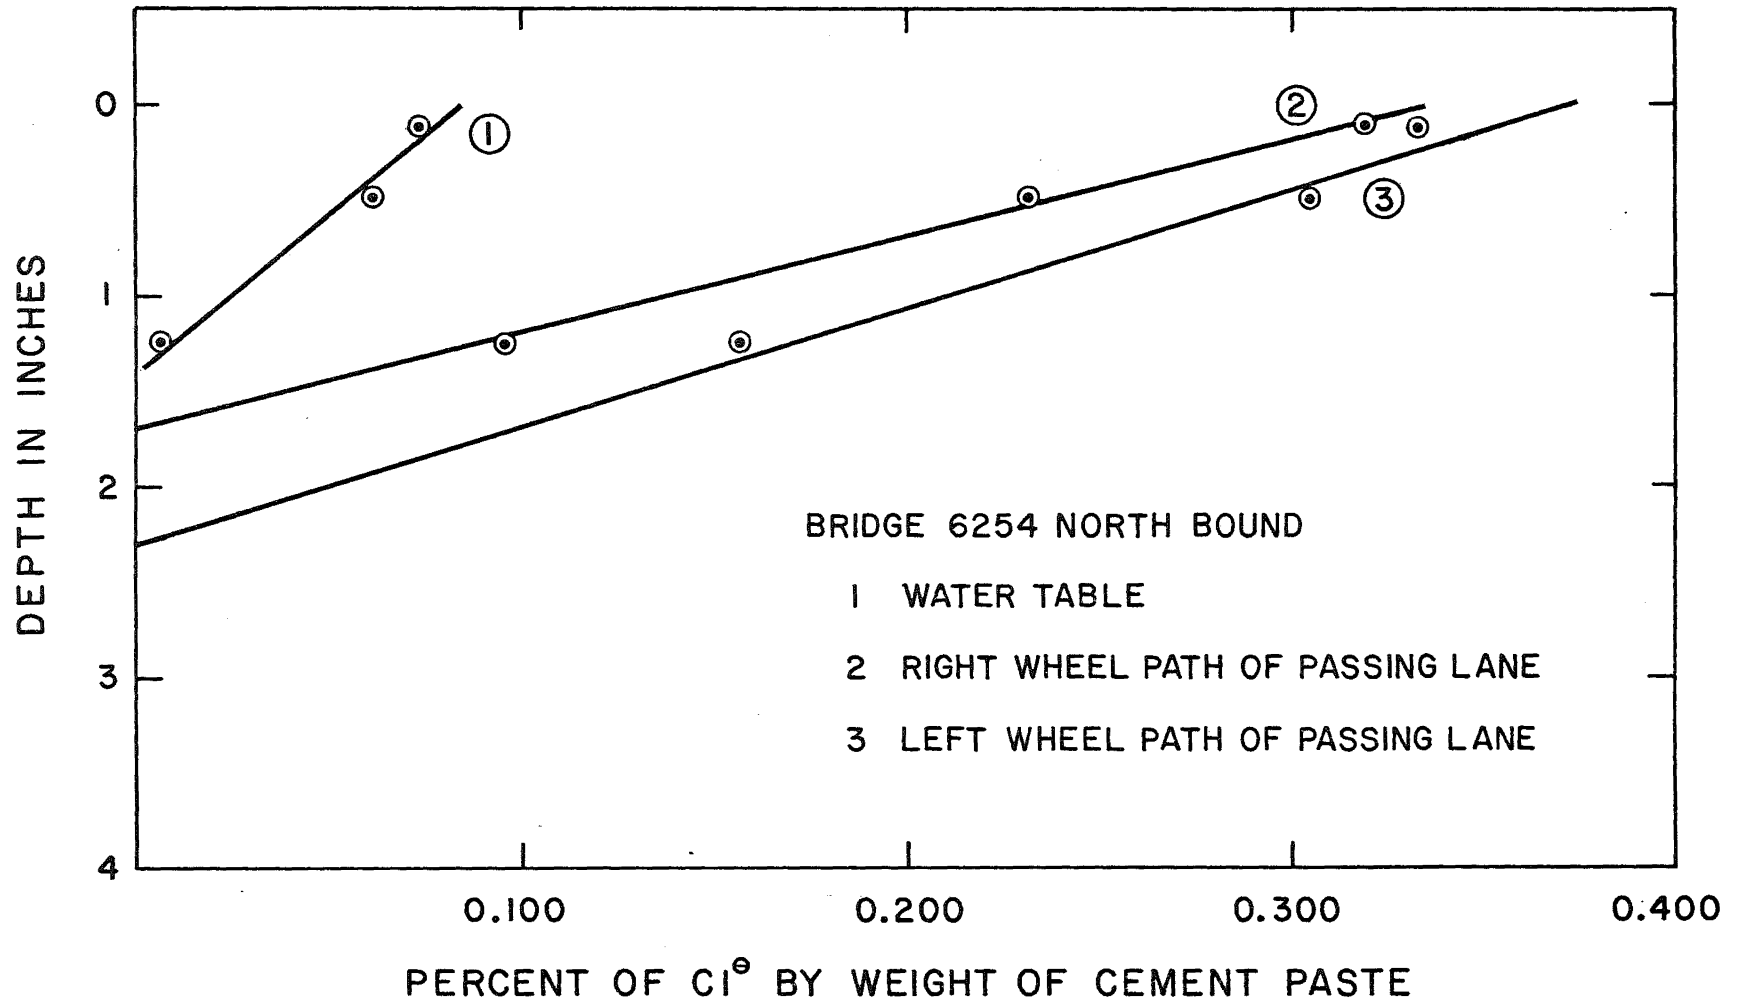 0
①
②
③
1
2
3
4
DEPTH IN INCHES
BRIDGE 6254 NORTH BOUND
1 WATER TABLE
2 RIGHT WHEEL PATH OF PASSING LANE
3 LEFT WHEEL PATH OF PASSING LANE
0.100 0.200 0.300 0.400
PERCENT OF Cl⊖ BY WEIGHT OF CEMENT PASTE